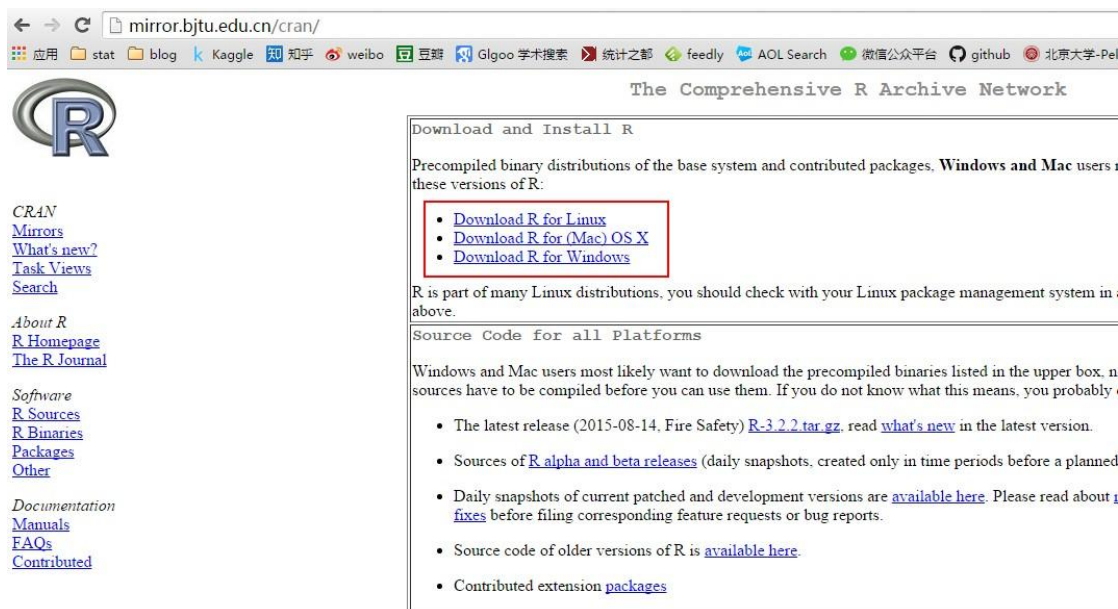 mirror.bjtu.edu.cn/cran/
应用 stat blog Kaggle 知乎 weibo 豆瓣 Glgoo 学术搜索 统计之都 feedly AOL Search 微信公众平台 github 北京大学-Pe
The Comprehensive R Archive Network
R
CRAN
Mirrors
What's new?
Task Views
Search
About R
R Homepage
The R Journal
Software
R Sources
R Binaries
Packages
Other
Documentation
Manuals
FAQs
Contributed
Download and Install R
Precompiled binary distributions of the base system and contributed packages, Windows and Mac users
these versions of R:
• Download R for Linux
• Download R for (Mac) OS X
• Download R for Windows
R is part of many Linux distributions, you should check with your Linux package management system in
above.
Source Code for all Platforms
Windows and Mac users most likely want to download the precompiled binaries listed in the upper box, n
sources have to be compiled before you can use them. If you do not know what this means, you probably
• The latest release (2015-08-14, Fire Safety) R-3.2.2.tar.gz, read what's new in the latest version.
• Sources of R alpha and beta releases (daily snapshots, created only in time periods before a planned
• Daily snapshots of current patched and development versions are available here. Please read about
fixes before filing corresponding feature requests or bug reports.
• Source code of older versions of R is available here.
• Contributed extension packages